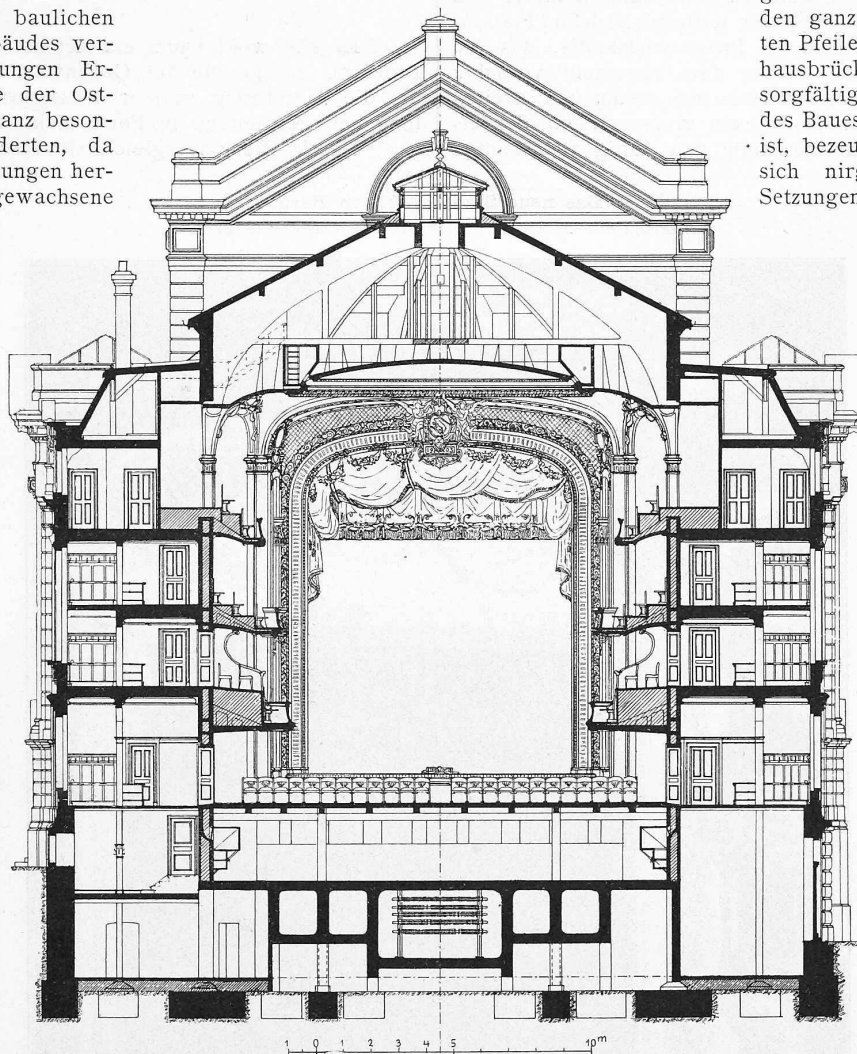 baulichen
äudes ver-
ungen Er-
e der Ost-
anz beson-
derten, da
tungen her-
gewachsene
den ganz
ten Pfeile
hausbrück
sorgfältig
des Baues
ist, bezeu
sich nirg
Setzungen
1 0 1 2 3 4 5 10m